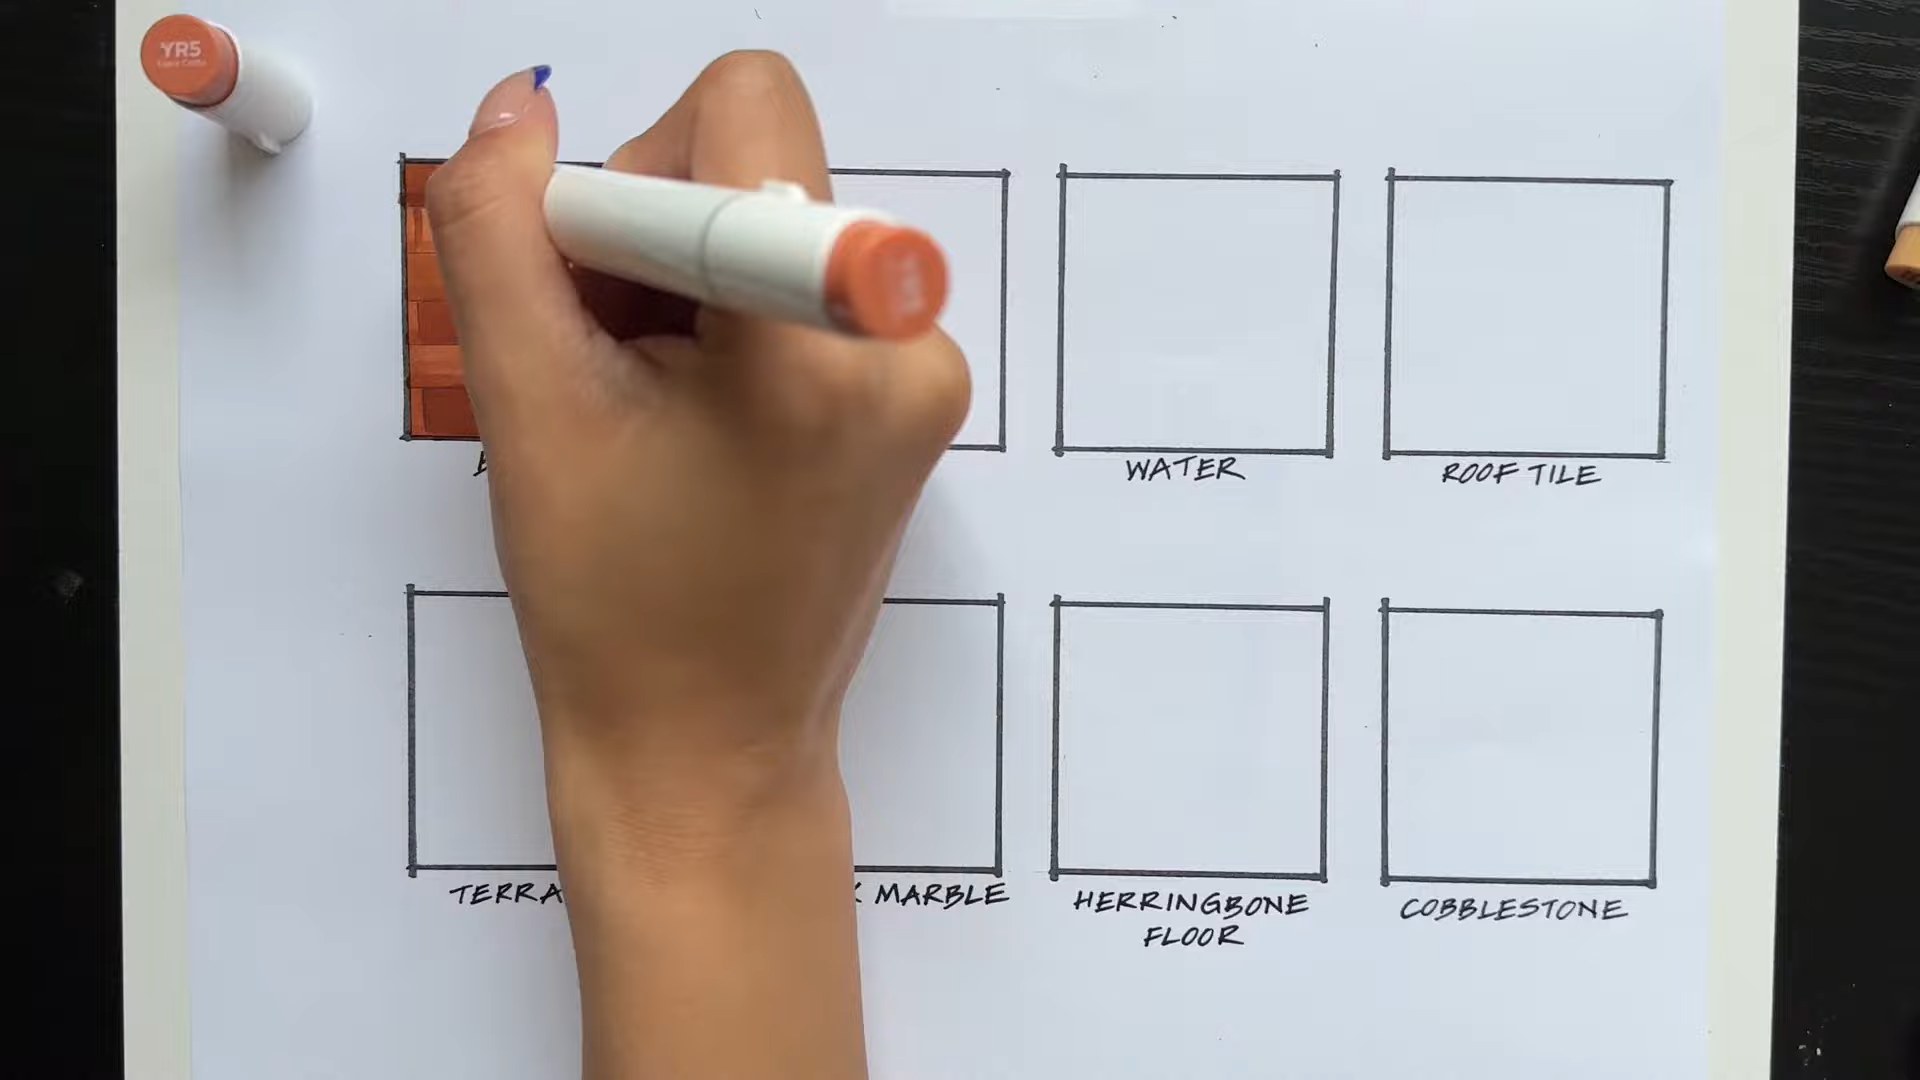 YR5
WATER
ROOF TILE
MARBLE
HERRINGBONE
FLOOR
COBBLESTONE